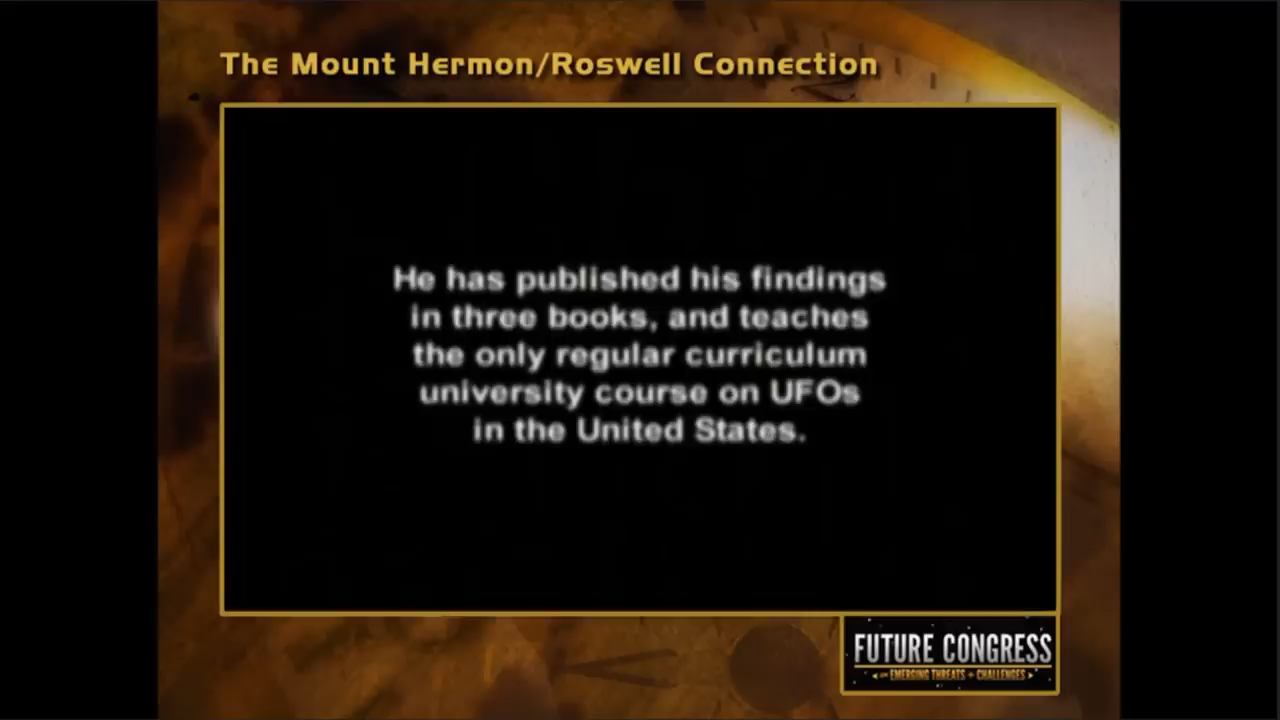 The Mount Hermon/Roswell Connection
He has published his findings
in three books, and teaches
the only regular curriculum
university course on UFOs
in the United States.
FUTURE CONGRESS
EMERGING THREATS + CHALLENGES